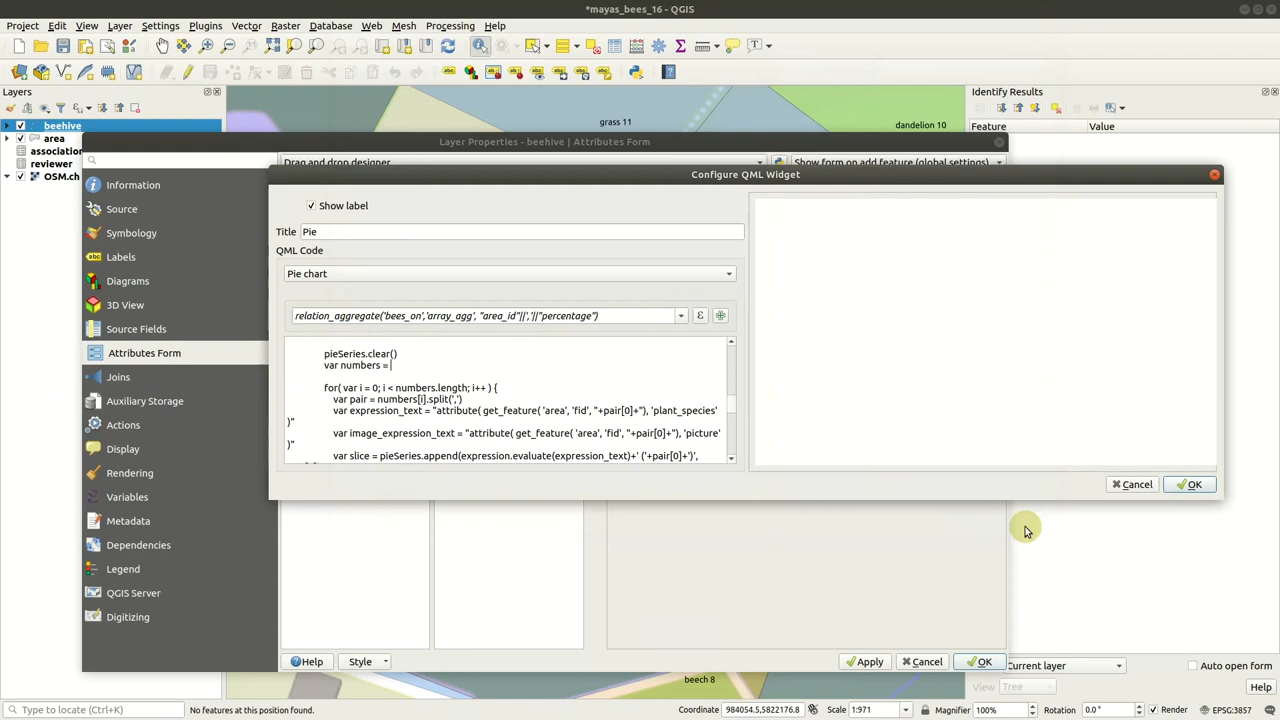 *mayas_bees_16 - QGIS
Project Edit View Layer Settings Plugins Vector Raster Database Web Mesh Processing Help
Layers
Identify Results
grass 11
dandelion 10
Feature Value
beehive
area
association
reviewer
OSM.ch
Layer Properties - beehive | Attributes Form
Drag and drop designer
Show form on add feature (global settings)
Information
Source
Symbology
Labels
Diagrams
3D View
Source Fields
Attributes Form
Joins
Auxiliary Storage
Actions
Display
Rendering
Variables
Metadata
Dependencies
Legend
QGIS Server
Digitizing
Configure QML Widget
Show label
Title Pie
QML Code
Pie chart
relation_aggregate('bees_on','array_agg', "area_id"||','||"percentage")
ε
pieSeries.clear()
var numbers =
for( var i = 0; i < numbers.length; i++ ) {
var pair = numbers[i].split(',')
var expression_text = "attribute( get_feature( 'area', 'fid', "+pair[0]+"), 'plant_species'
)"
var image_expression_text = "attribute( get_feature( 'area', 'fid', "+pair[0]+"), 'picture'
)"
var slice = pieSeries.append(expression.evaluate(expression_text)+' ('+pair[0]+')',
Cancel OK
Help Style Apply Cancel OK
beech 8
Current layer
Auto open form
View Tree
Help
Type to locate (Ctrl+K)
No features at this position found.
Coordinate 984054.5,5822176.8
Scale 1:971
Magnifier 100%
Rotation 0.0 °
Render
EPSG:3857